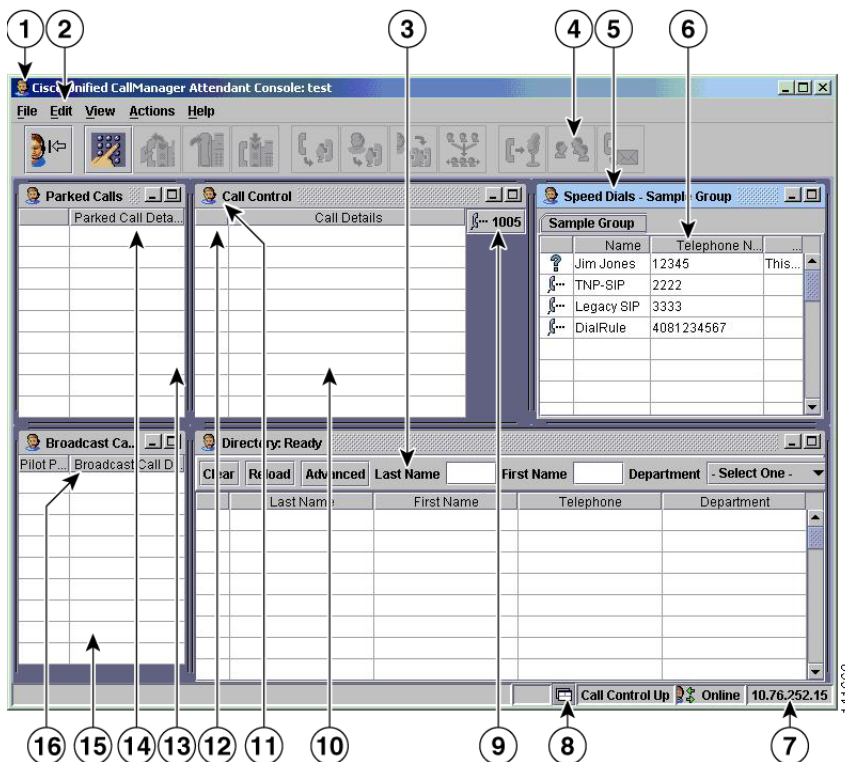 1 2 3 4 5 6
Cisco Unified CallManager Attendant Console: test
File Edit View Actions Help
Parked Calls
Parked Call Deta...
Call Control
Call Details
1005
Speed Dials - Sample Group
Sample Group
Name Telephone N... ...
Jim Jones 12345 This...
TNP-SIP 2222
Legacy SIP 3333
DialRule 4081234567
Broadcast Ca...
Pilot P... Broadcast Call D...
Directory: Ready
Clear Reload Advanced Last Name First Name Department - Select One -
Last Name First Name Telephone Department
Call Control Up Online 10.76.252.15
16 15 14 13 12 11 10 9 8 7